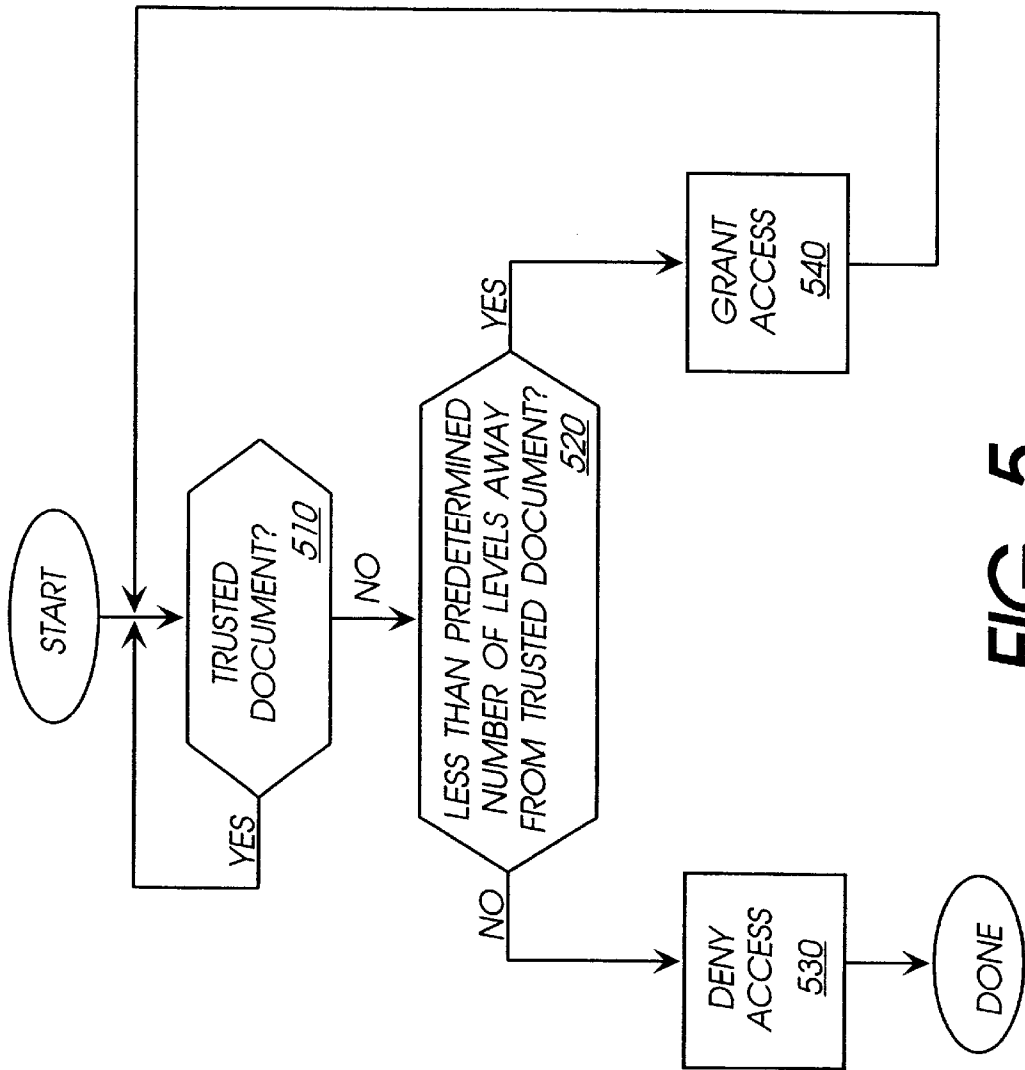 START
TRUSTED
DOCUMENT?
510
YES
NO
LESS THAN PREDETERMINED
NUMBER OF LEVELS AWAY
FROM TRUSTED DOCUMENT?
520
NO
YES
DENY
ACCESS
530
GRANT
ACCESS
540
DONE
FIG. 5